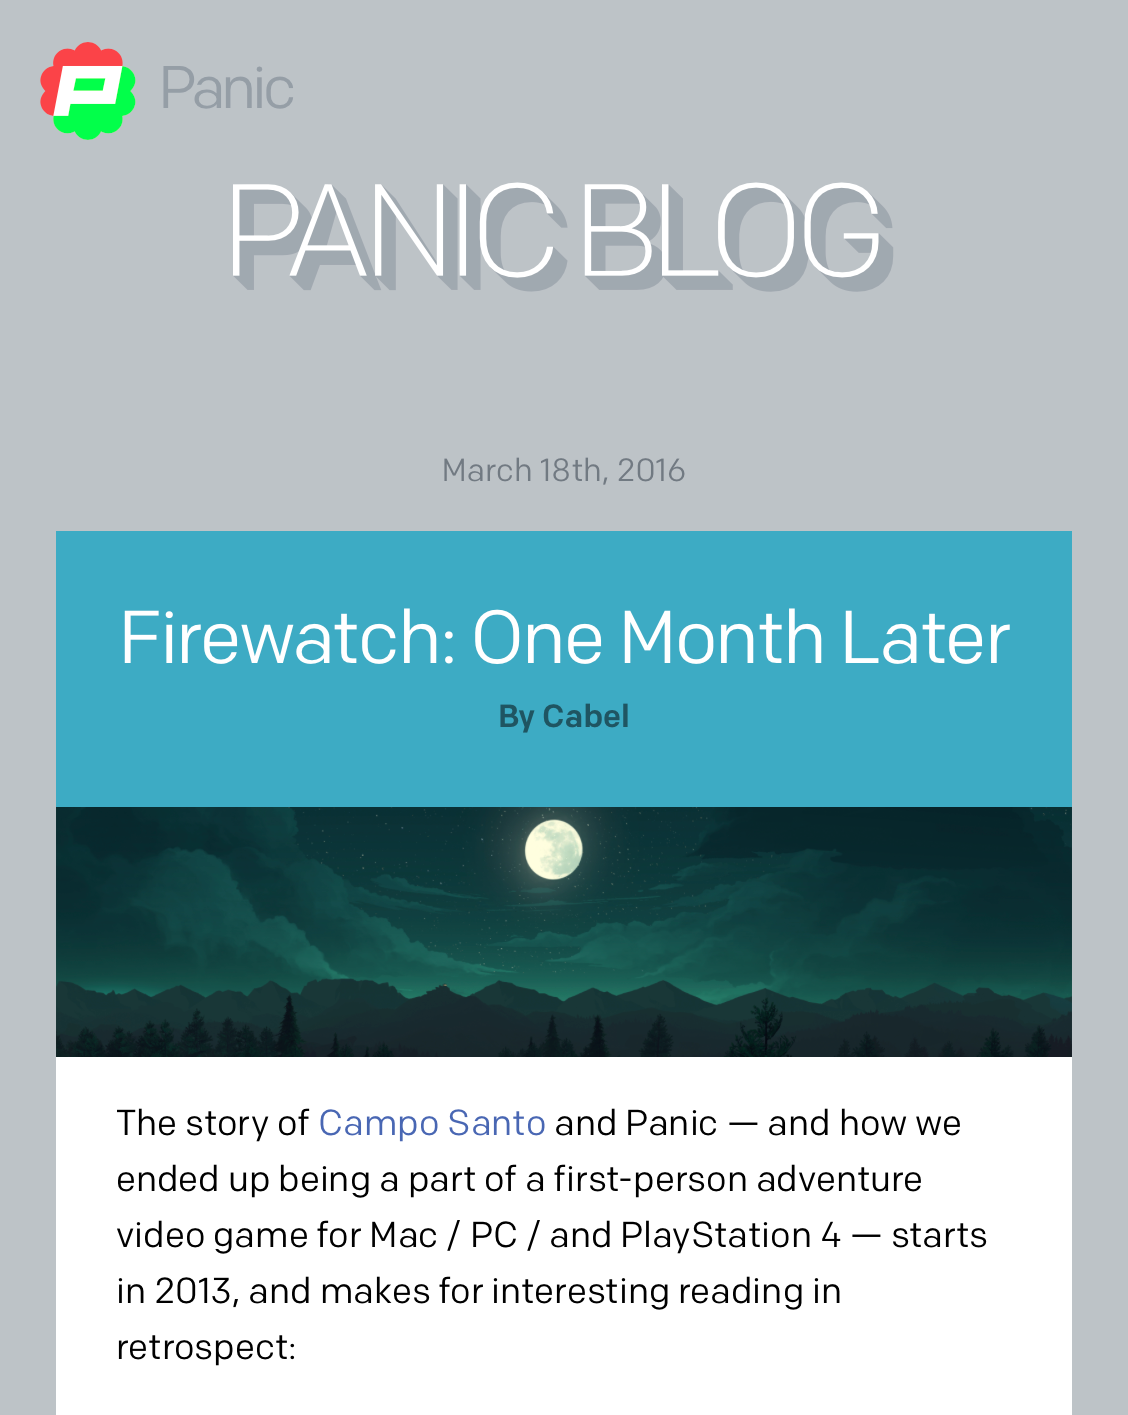 P Panic
PANIC BLOG
March 18th, 2016
Firewatch: One Month Later
By Cabel
The story of Campo Santo and Panic — and how we
ended up being a part of a first-person adventure
video game for Mac / PC / and PlayStation 4 — starts
in 2013, and makes for interesting reading in
retrospect: